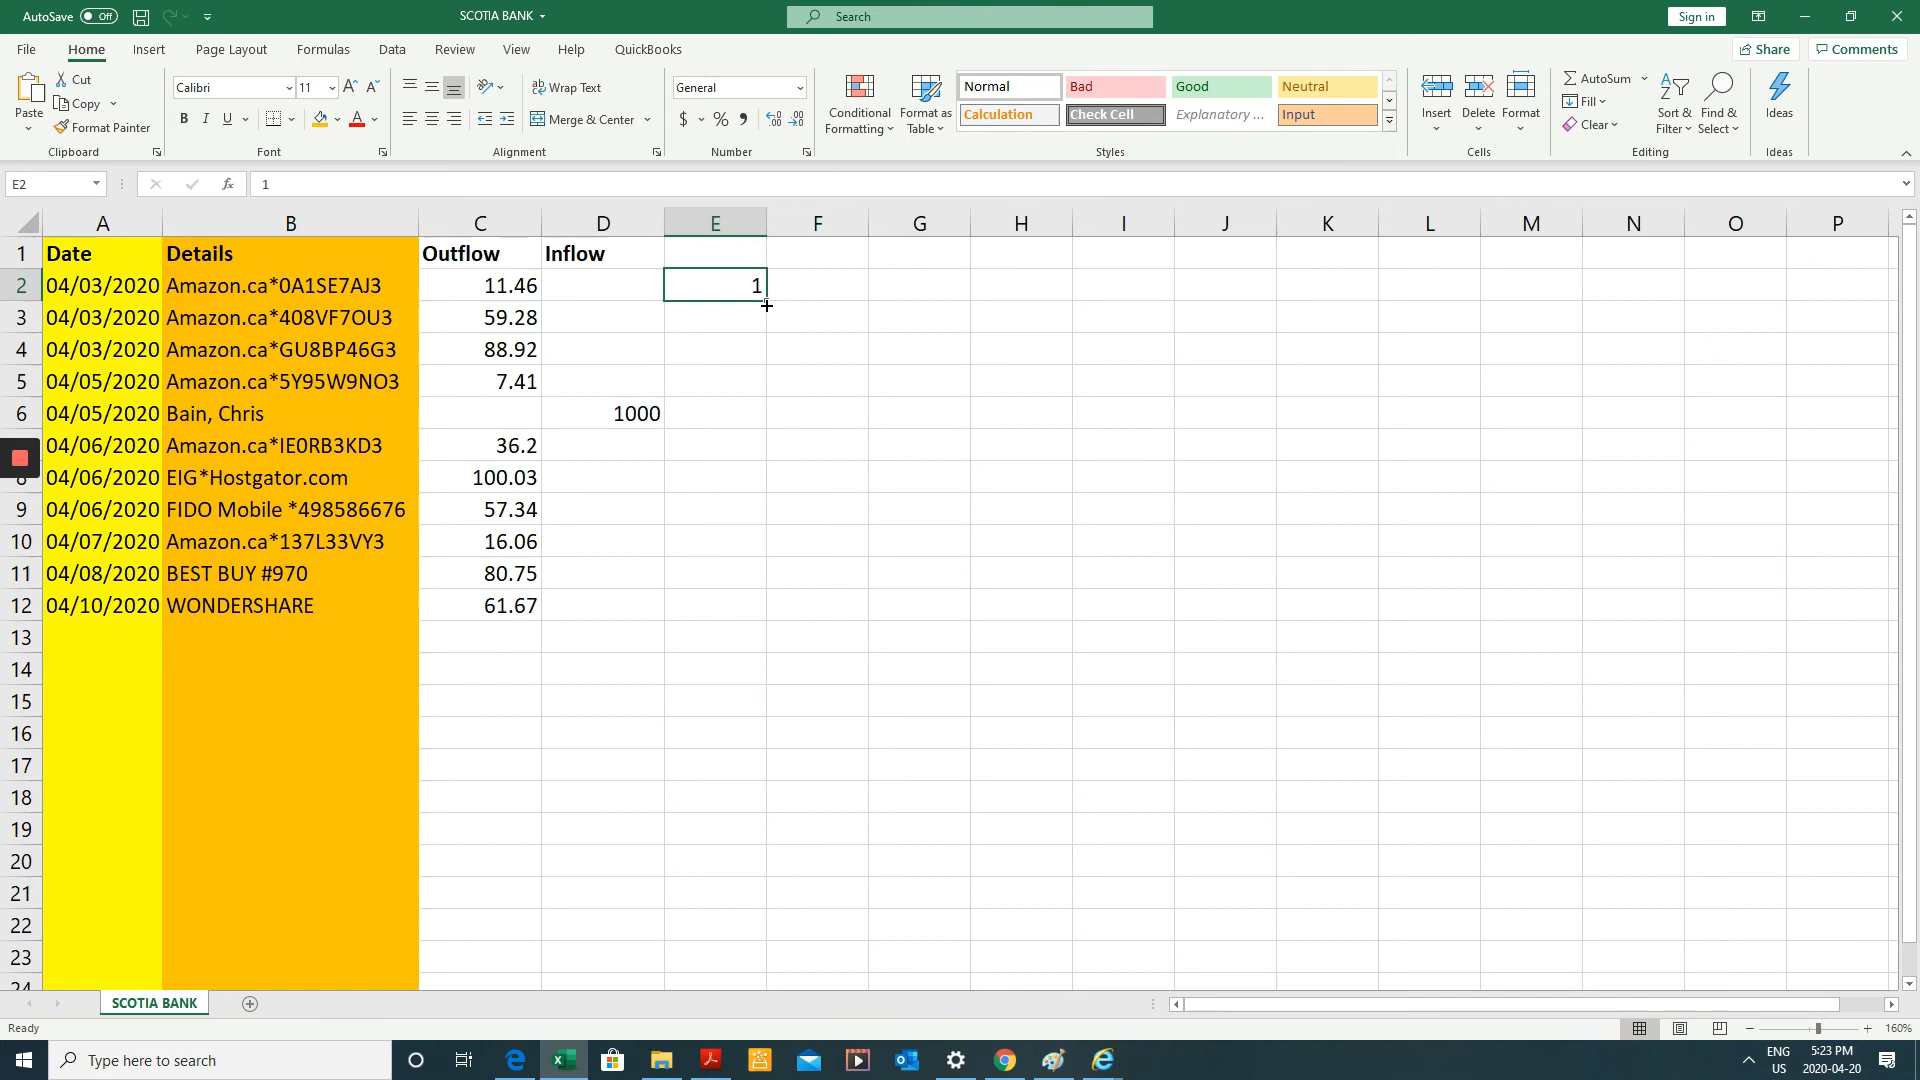 AutoSave Off SCOTIA BANK Search Sign in
File Home Insert Page Layout Formulas Data Review View Help QuickBooks Share Comments
Paste Cut Copy Format Painter Clipboard
Calibri 11 A A B I U A Font
ab Wrap Text Merge & Center Alignment
General $ % Number
Conditional Formatting Format as Table
Normal Bad Good Neutral
Calculation Check Cell Explanatory ... Input
Styles
Insert Delete Format Cells
AutoSum Fill Clear Sort & Filter Find & Select Editing
Ideas Ideas
E2 fx 1
A B C D E F G H I J K L M N O P
1 Date Details Outflow Inflow
2 04/03/2020 Amazon.ca*0A1SE7AJ3 11.46 1
3 04/03/2020 Amazon.ca*408VF7OU3 59.28
4 04/03/2020 Amazon.ca*GU8BP46G3 88.92
5 04/05/2020 Amazon.ca*5Y95W9NO3 7.41
6 04/05/2020 Bain, Chris 1000
04/06/2020 Amazon.ca*IE0RB3KD3 36.2
8 04/06/2020 EIG*Hostgator.com 100.03
9 04/06/2020 FIDO Mobile *498586676 57.34
10 04/07/2020 Amazon.ca*137L33VY3 16.06
11 04/08/2020 BEST BUY #970 80.75
12 04/10/2020 WONDERSHARE 61.67
13
14
15
16
17
18
19
20
21
22
23
24
SCOTIA BANK
Ready 160%
Type here to search ENG US 5:23 PM 2020-04-20